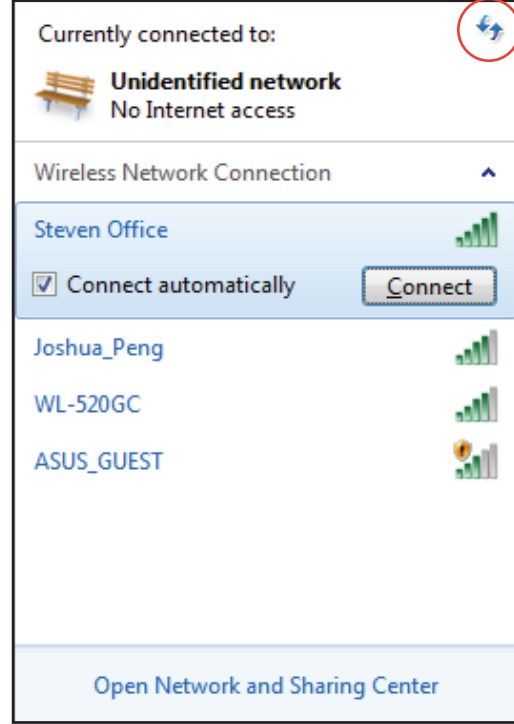 Currently connected to:
Unidentified network
No Internet access
Wireless Network Connection
Steven Office
Connect automatically
Connect
Joshua_Peng
WL-520GC
ASUS_GUEST
Open Network and Sharing Center